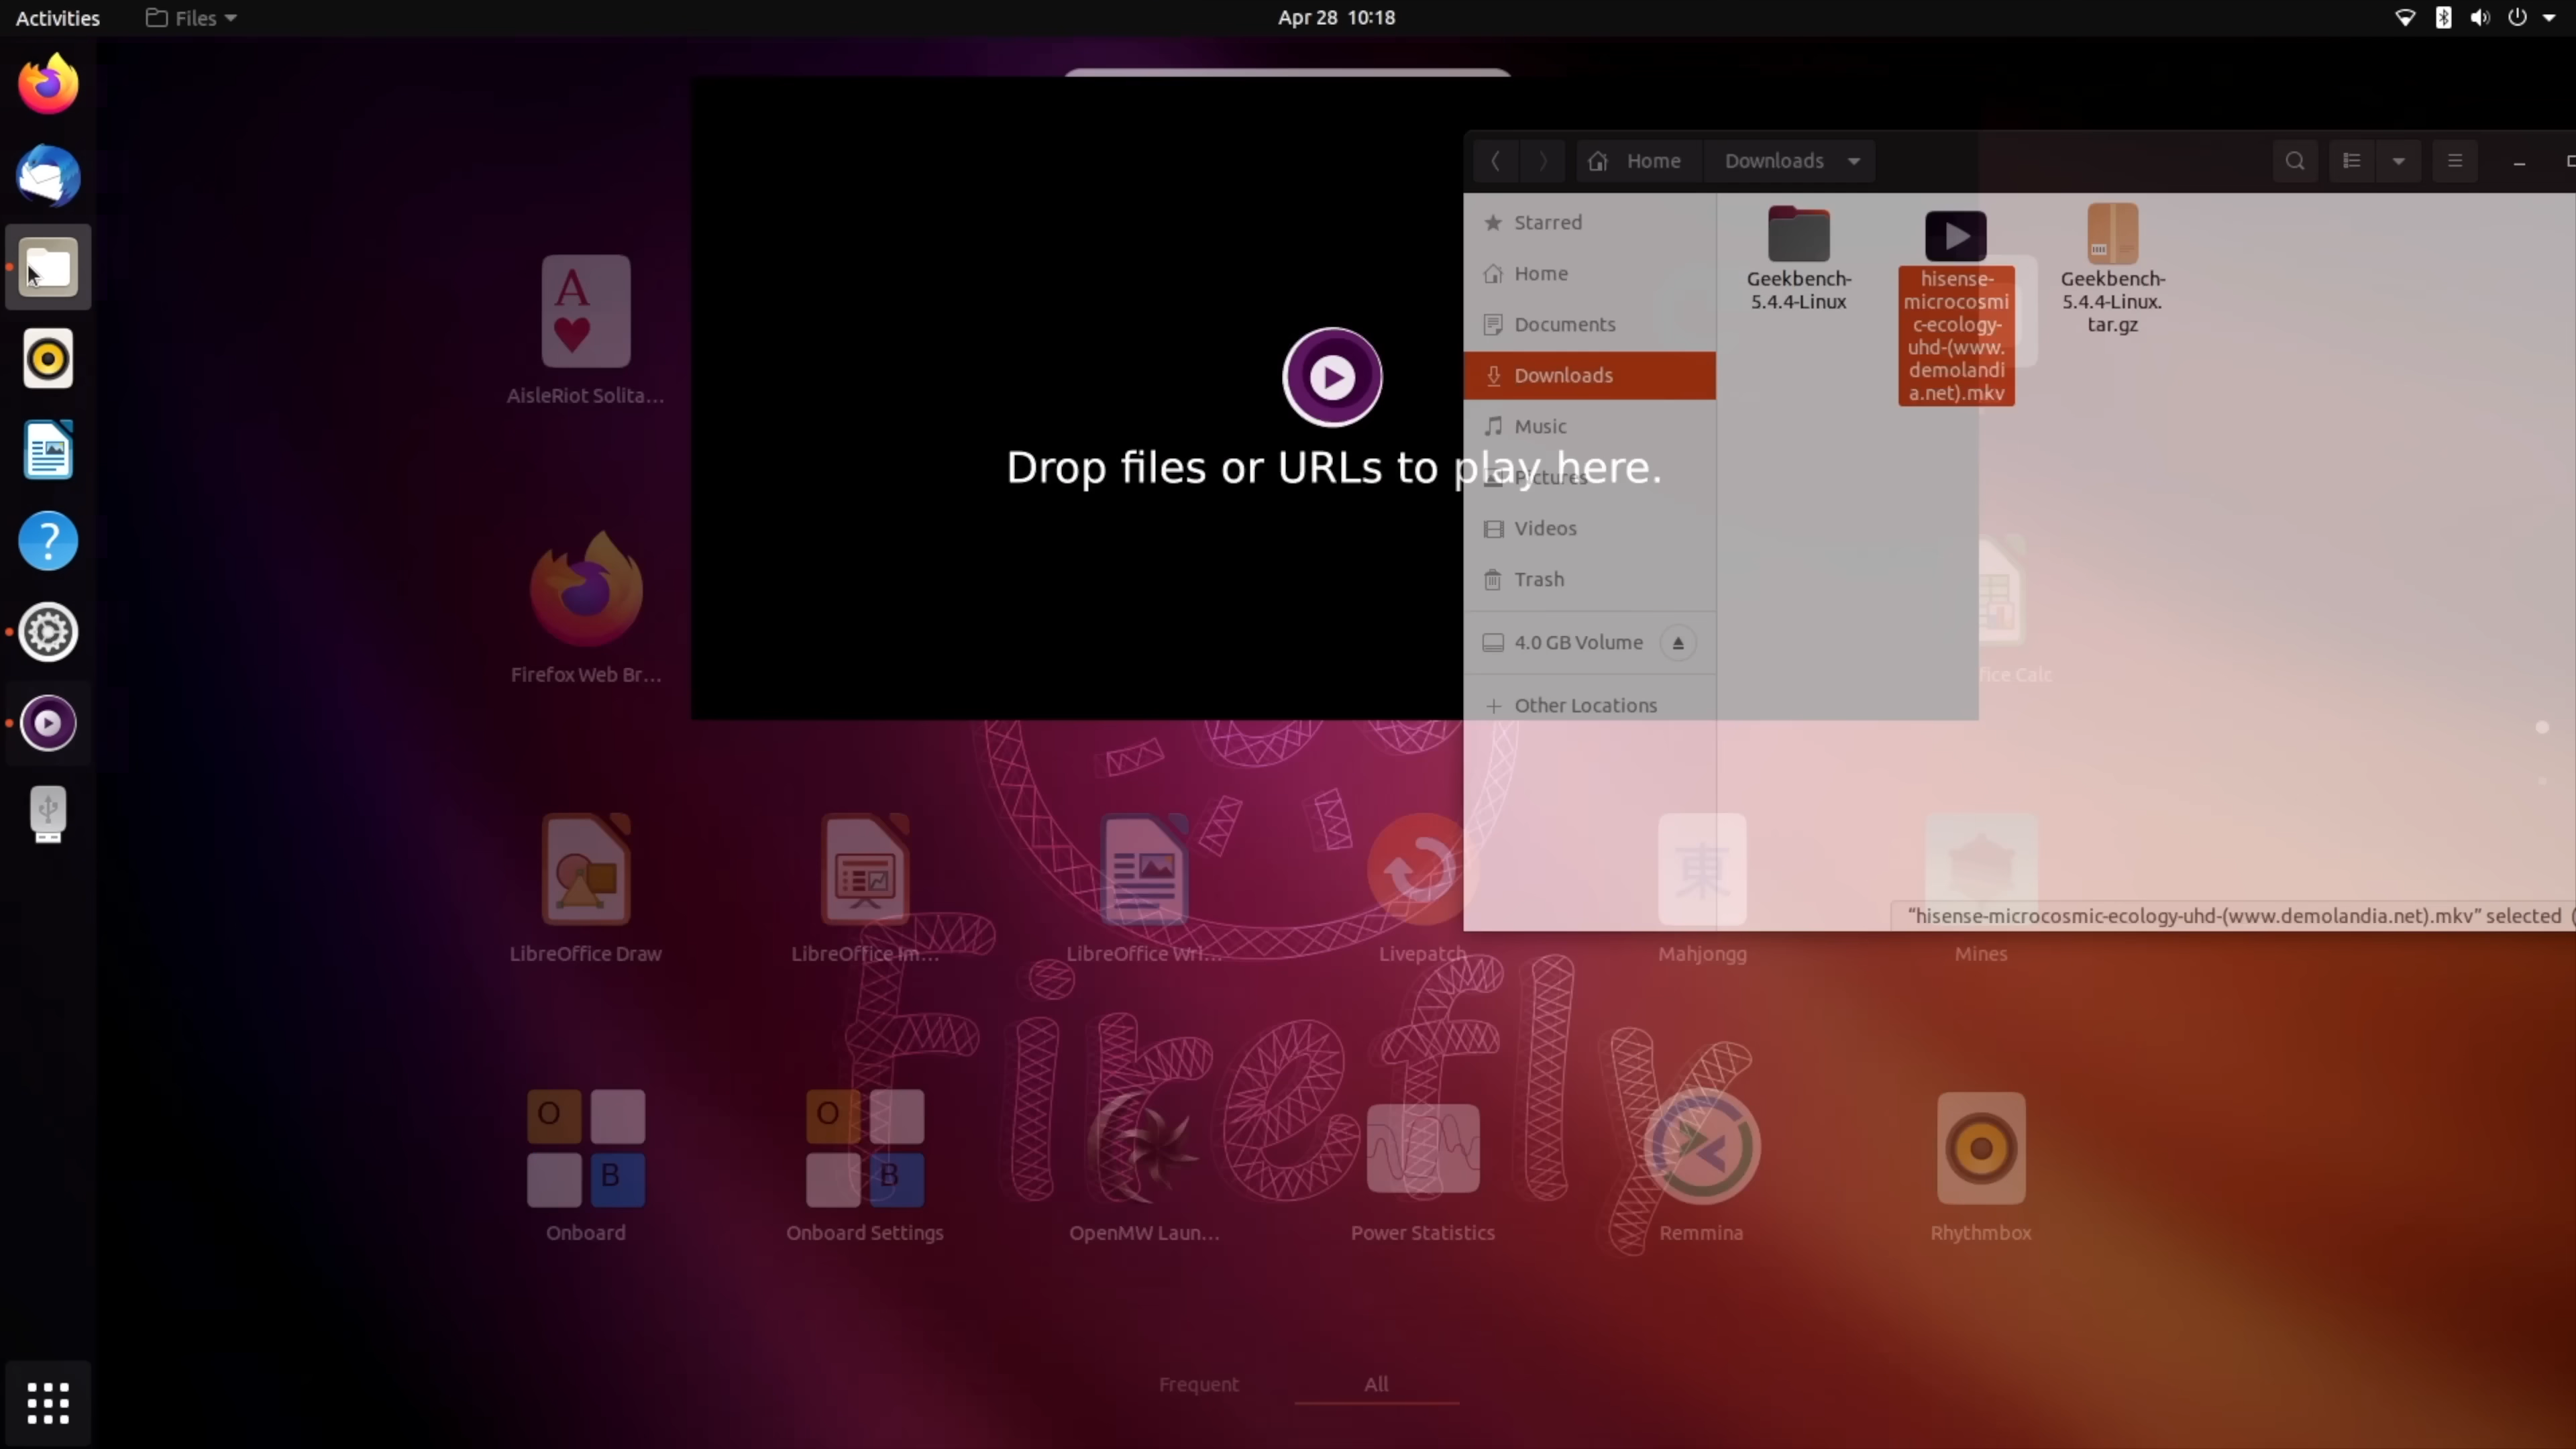 Activities
Files
Apr 28 10:18
Home
Downloads
Starred
Home
Documents
Downloads
Music
Pictures
Videos
Trash
4.0 GB Volume
Other Locations
Geekbench-
5.4.4-Linux
hisense-
microcosmi
c-ecology-
uhd-(www.
demolandi
a.net).mkv
Geekbench-
5.4.4-Linux.
tar.gz
"hisense-microcosmic-ecology-uhd-(www.demolandia.net).mkv" selected (
Drop files or URLs to play here.
A
AisleRiot Solita...
Firefox Web Br...
fice Calc
LibreOffice Draw
LibreOffice Im...
LibreOffice Wri...
Livepatch
東
Mahjongg
Mines
Firefly
O
B
Onboard
O
B
Onboard Settings
OpenMW Laun...
Power Statistics
Remmina
Rhythmbox
Frequent
All
?